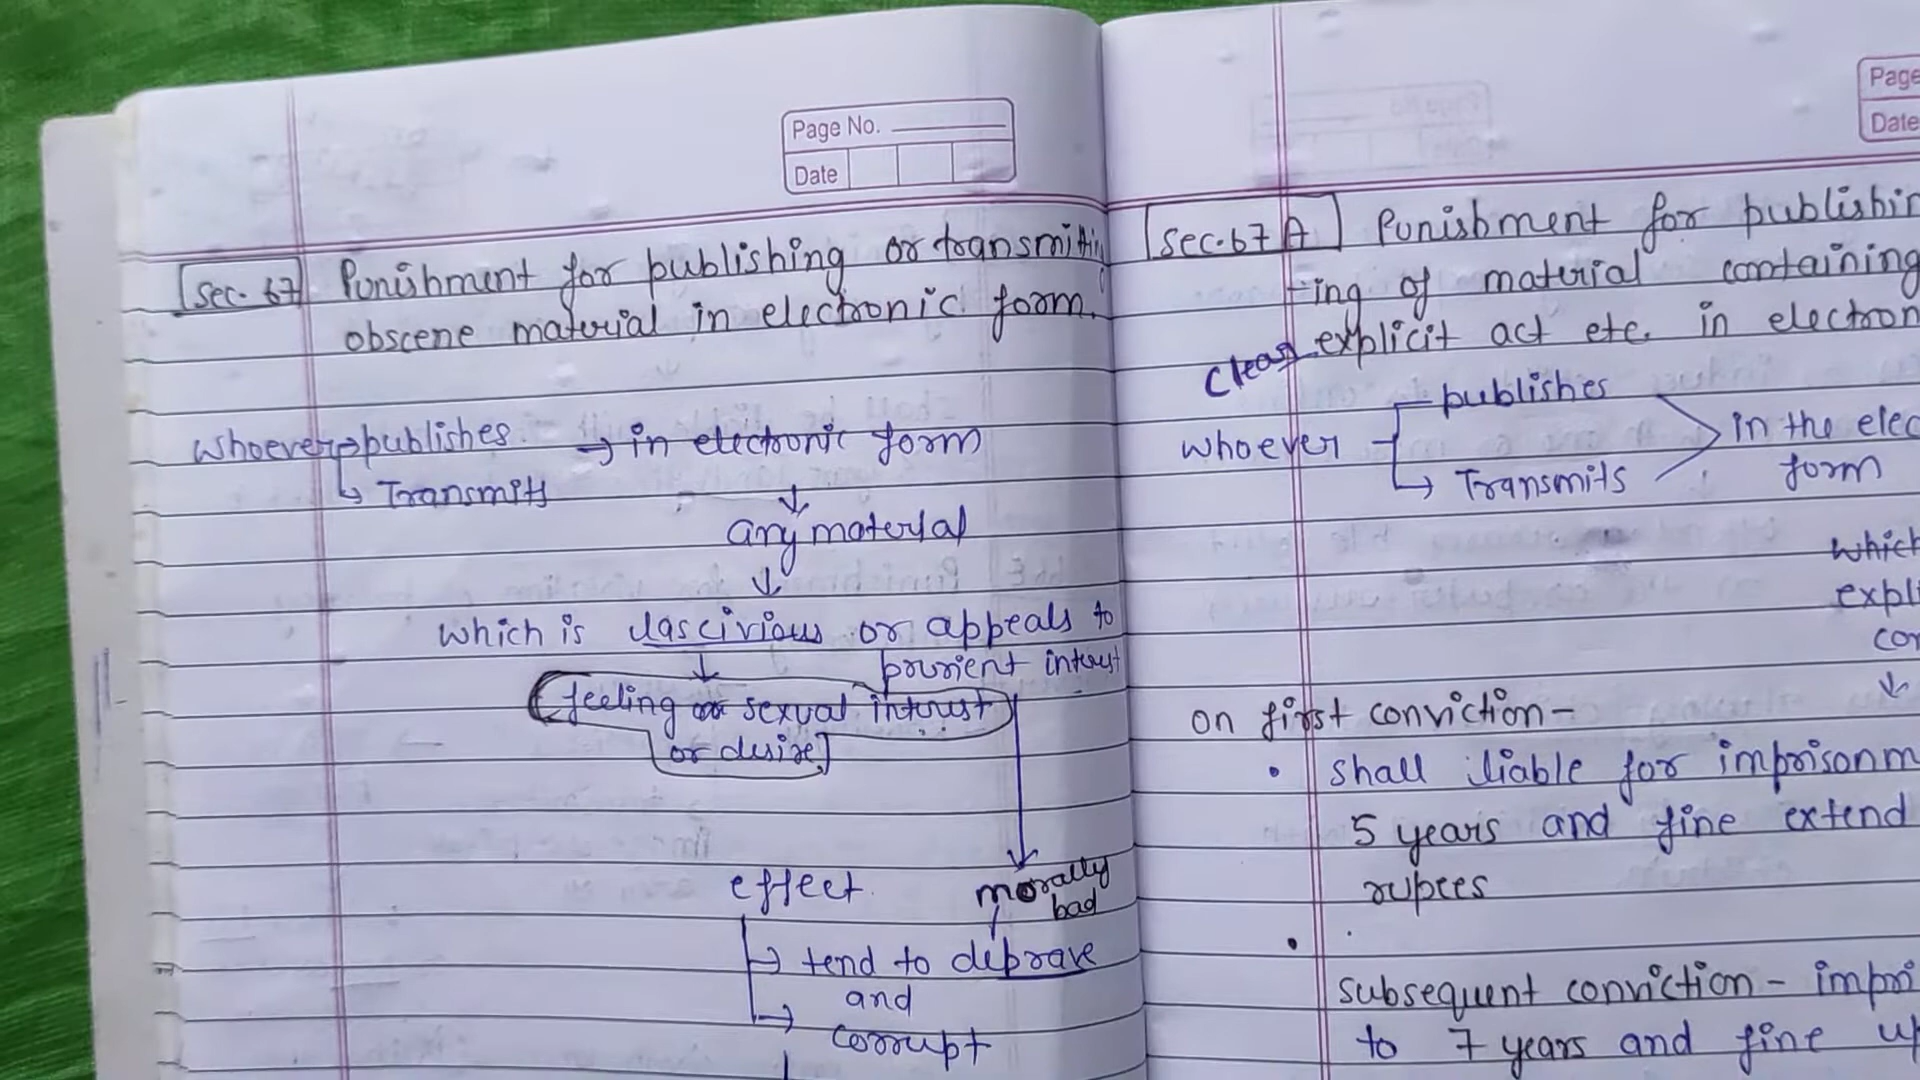 Page No.
Date
Sec. 67 Punishment for publishing or transmitting
obscene material in electronic form.
Whoever → publishes → in electronic form
↳ Transmits
↓
any material
↓
which is lascivious or appeals to
↓ prurient interest
(feeling or sexual interest
or desire)
effect morally
bad
→ tend to deprave
and
→ corrupt
Page
Date
Sec. 67 A Punishment for publishin
-ing of material containing
clear explicit act etc. in electron
publishes
whoever in the elec
→ Transmits form
which
expli
con
↓
on first conviction-
• shall liable for imprisonm
5 years and fine extend
rupees
•
subsequent conviction - impri
to 7 years and fine up